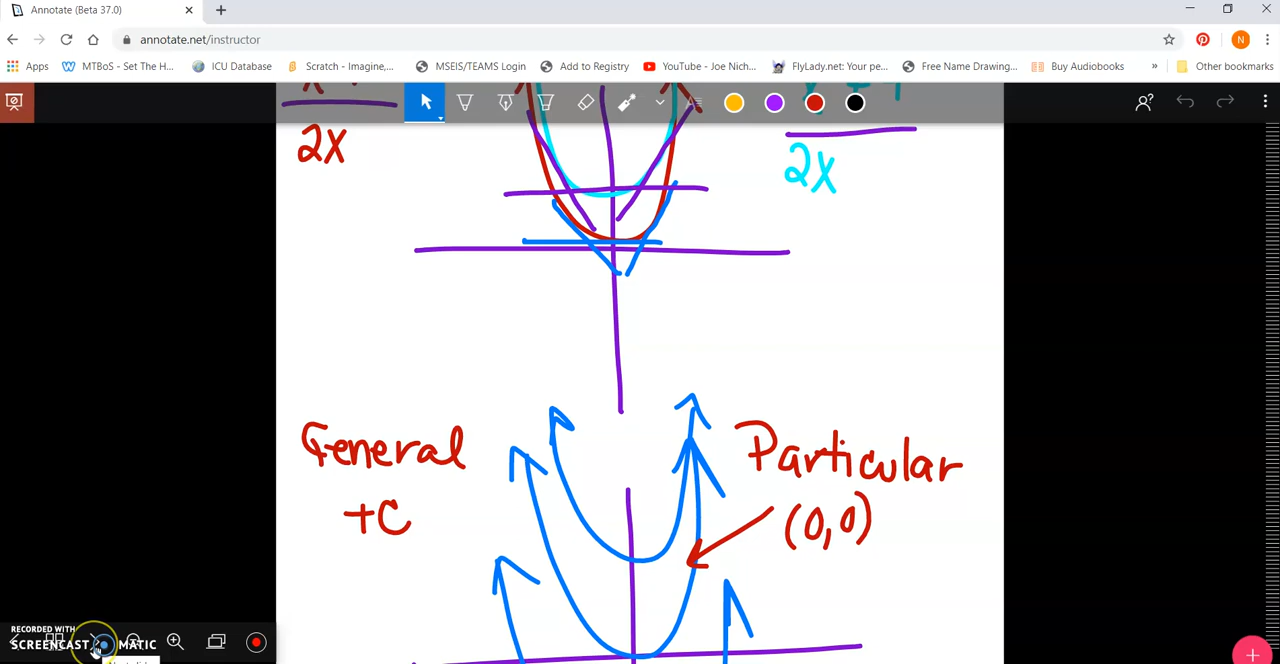 Annotate (Beta 37.0)
annotate.net/instructor
Apps
MTBoS - Set The H...
ICU Database
Scratch - Imagine,...
MSEIS/TEAMS Login
Add to Registry
YouTube - Joe Nich...
FlyLady.net: Your pe...
Free Name Drawing...
Buy Audiobooks
»
Other bookmarks
N
2x
2x
General
+C
Particular
(0,0)
RECORDED WITH
SCREENCAST MATIC